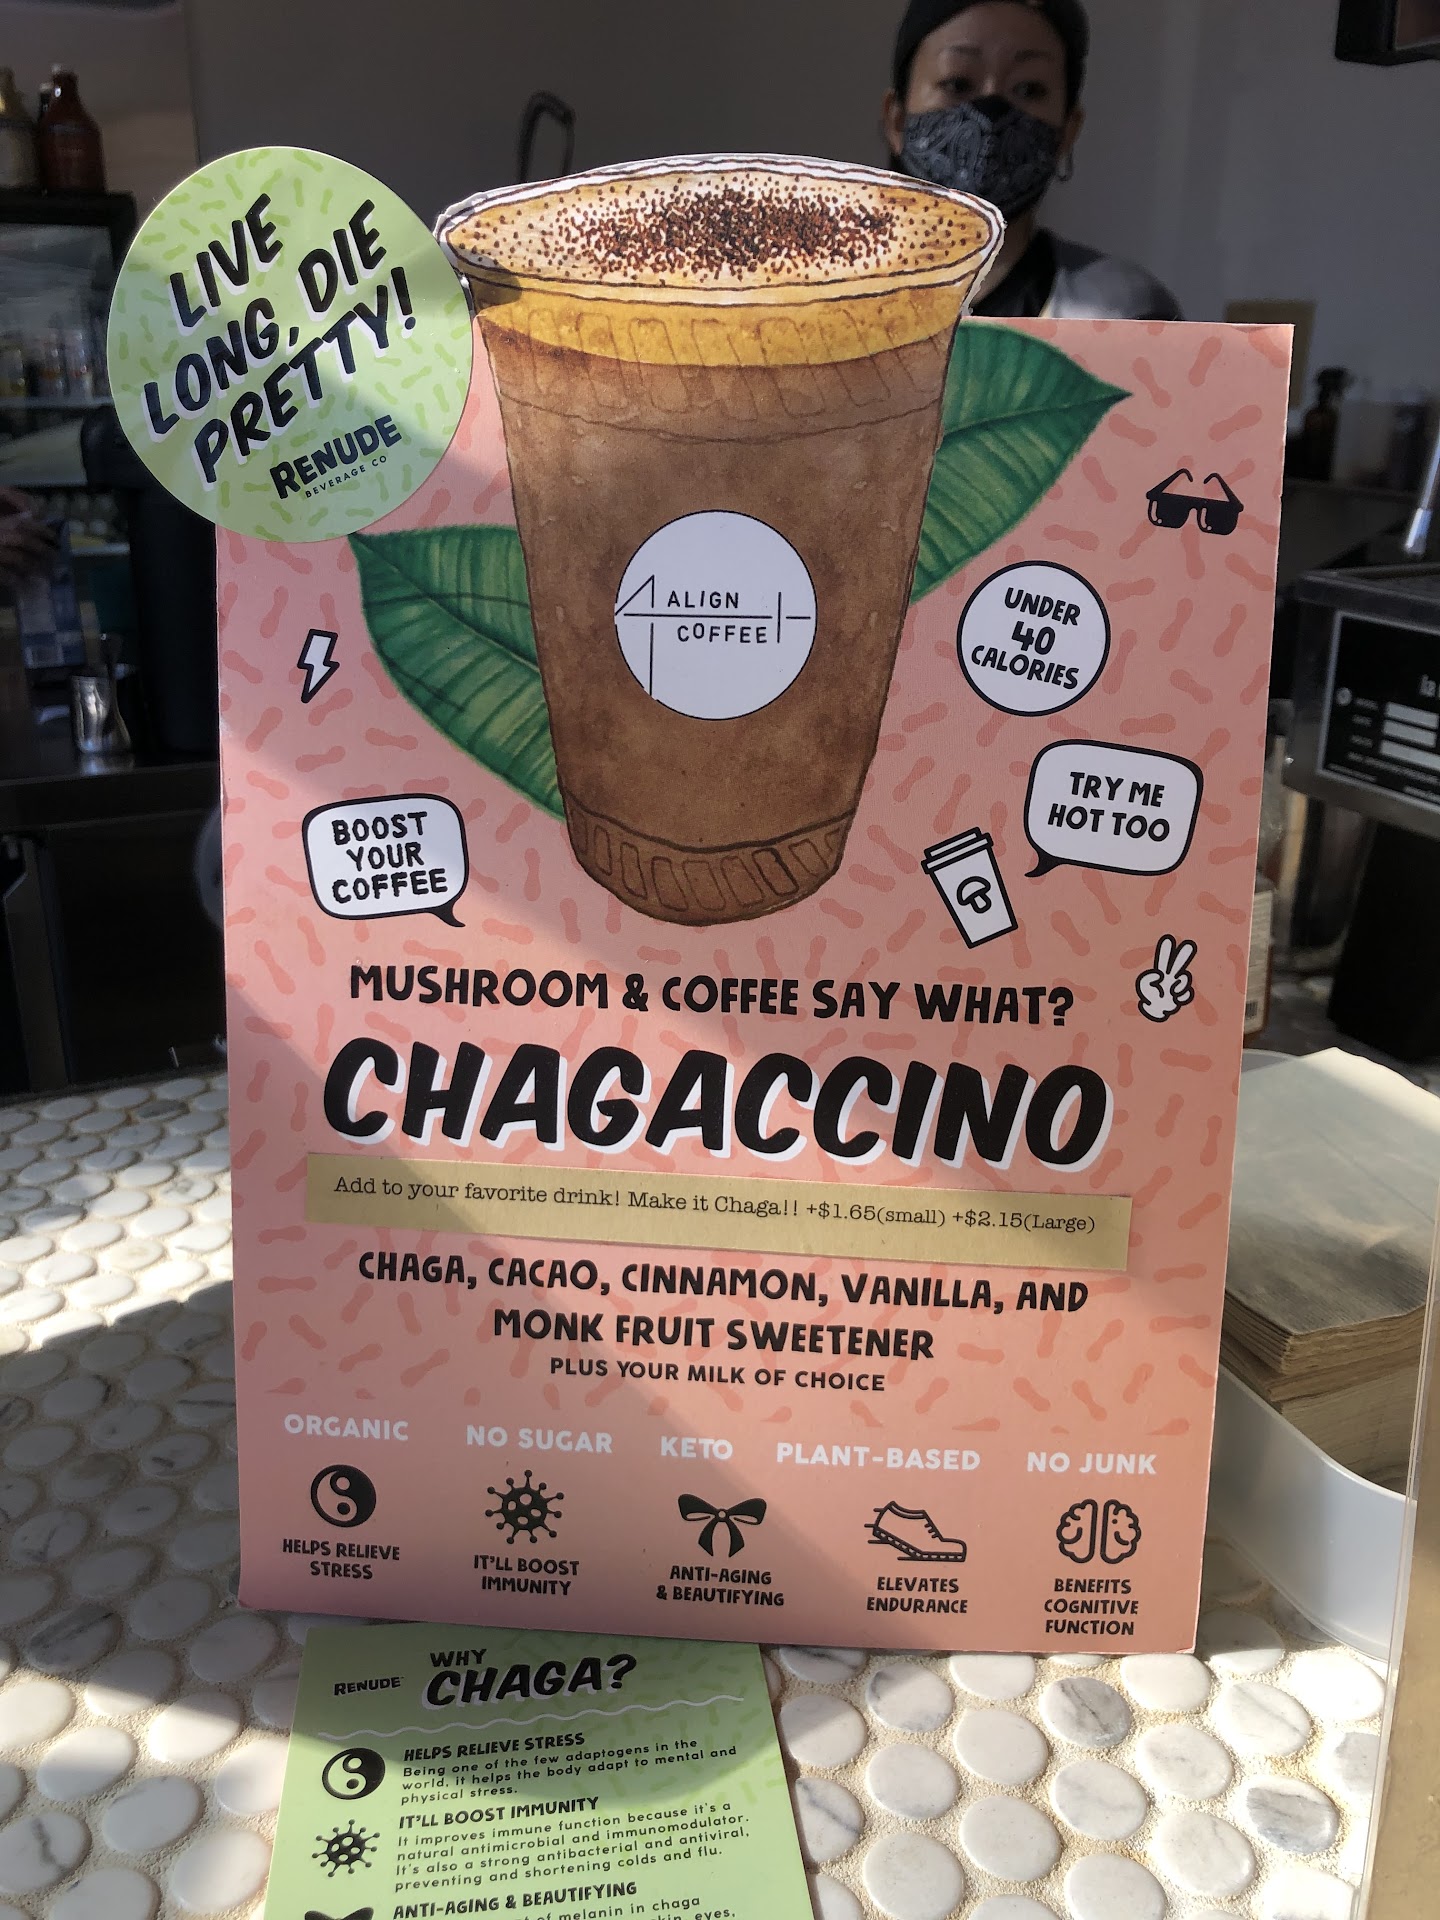 LIVE
LONG, DIE
PRETTY!
RENUDE
BEVERAGE CO
ALIGN
COFFEE
UNDER
40
CALORIES
TRY ME
HOT TOO
BOOST
YOUR
COFFEE
MUSHROOM & COFFEE SAY WHAT?
CHAGACCINO
Add to your favorite drink! Make it Chaga!! +$1.65(small) +$2.15(Large)
CHAGA, CACAO, CINNAMON, VANILLA, AND
MONK FRUIT SWEETENER
PLUS YOUR MILK OF CHOICE
ORGANIC NO SUGAR KETO PLANT-BASED NO JUNK
HELPS RELIEVE
STRESS
IT'LL BOOST
IMMUNITY
ANTI-AGING
& BEAUTIFYING
ELEVATES
ENDURANCE
BENEFITS
COGNITIVE
FUNCTION
RENUDE
WHY
CHAGA?
HELPS RELIEVE STRESS
Being one of the few adaptogens in the
world, it helps the body adapt to mental and
physical stress.
IT'LL BOOST IMMUNITY
It improves immune function because it's a
natural antimicrobial and immunomodulator.
It's also a strong antibacterial and antiviral,
preventing and shortening colds and flu.
ANTI-AGING & BEAUTIFYING
of melanin in chaga
eyes,